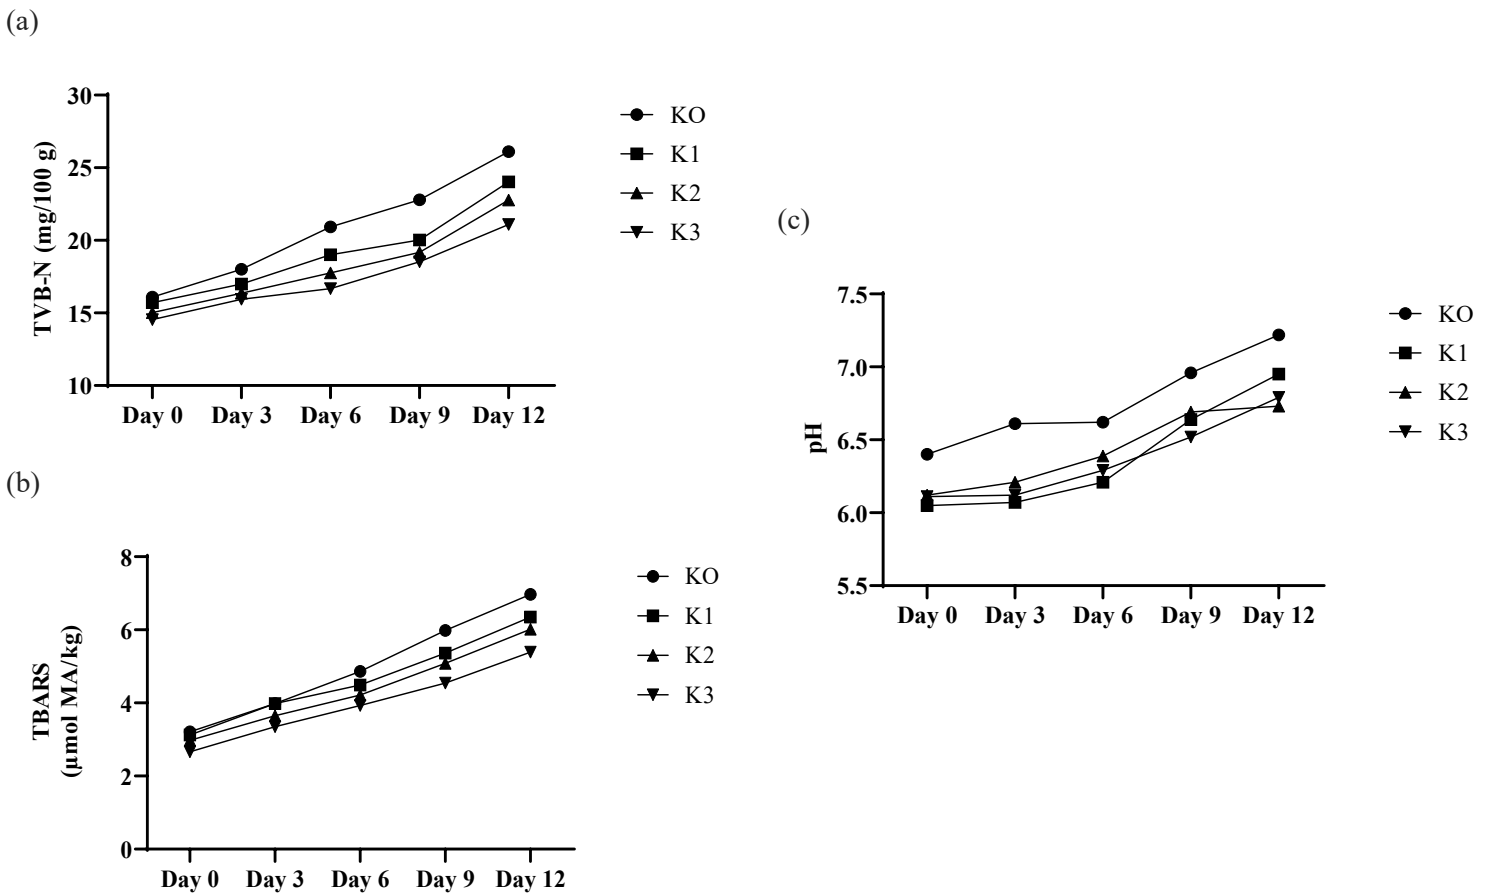 (a)
30
25
20
15
10
TVB-N (mg/100 g)
Day 0 Day 3 Day 6 Day 9 Day 12
KO
K1
K2
K3
(b)
8
6
4
2
0
TBARS
(μmol MA/kg)
Day 0 Day 3 Day 6 Day 9 Day 12
KO
K1
K2
K3
(c)
7.5
7.0
6.5
6.0
5.5
pH
Day 0 Day 3 Day 6 Day 9 Day 12
KO
K1
K2
K3